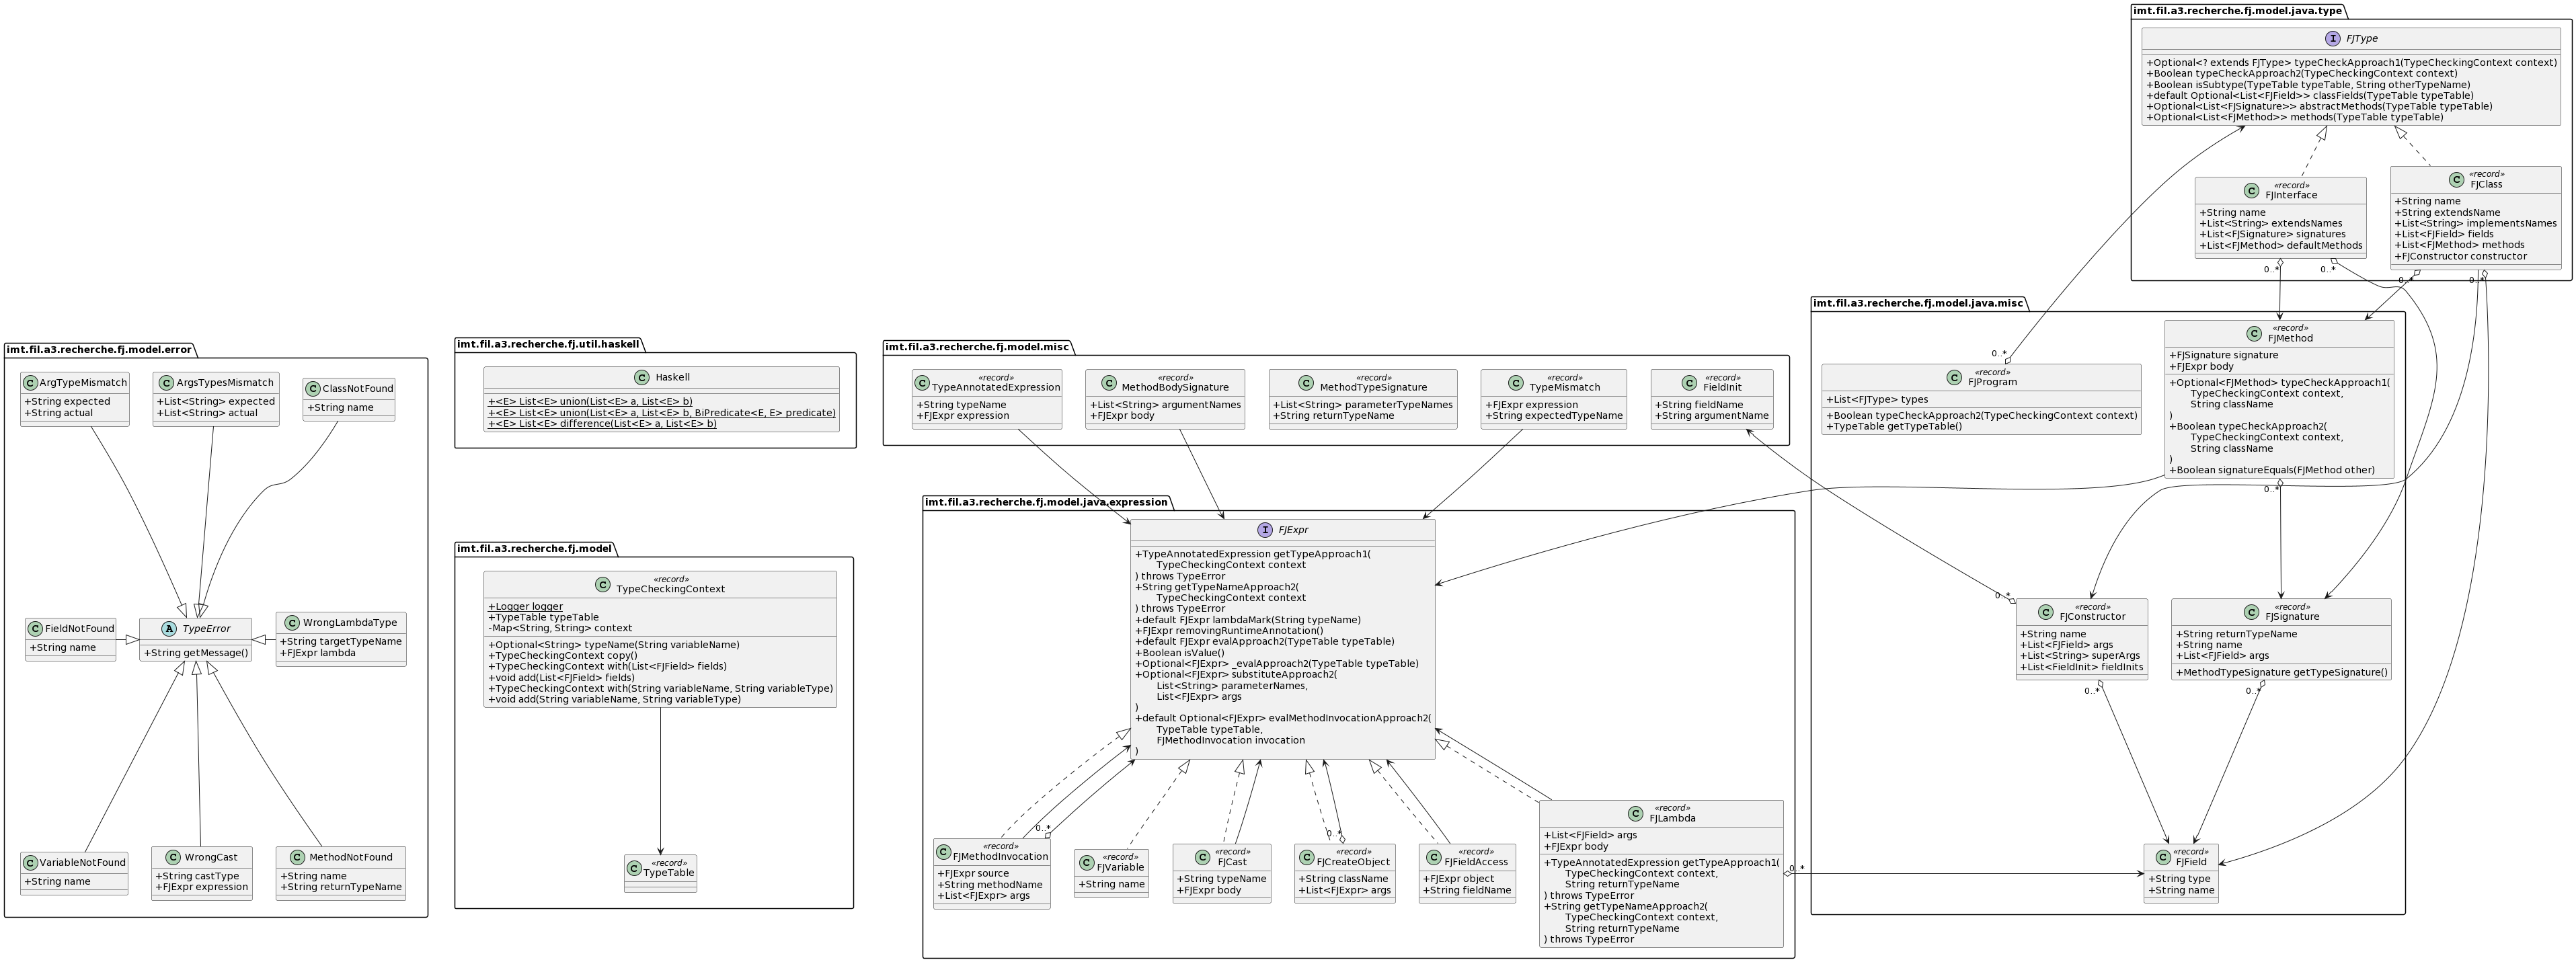 imt.fil.a3.recherche.fj.model.java.type
I FJType
+Optional<? extends FJType> typeCheckApproach1(TypeCheckingContext context)
+Boolean typeCheckApproach2(TypeCheckingContext context)
+Boolean isSubtype(TypeTable typeTable, String otherTypeName)
+default Optional<List<FJField>> classFields(TypeTable typeTable)
+Optional<List<FJSignature>> abstractMethods(TypeTable typeTable)
+Optional<List<FJMethod>> methods(TypeTable typeTable)
«record»
C FJInterface
+String name
+List<String> extendsNames
+List<FJSignature> signatures
+List<FJMethod> defaultMethods
0..*
0..*
«record»
C FJClass
+String name
+String extendsName
+List<String> implementsNames
+List<FJField> fields
+List<FJMethod> methods
+FJConstructor constructor
0..*
0..*
imt.fil.a3.recherche.fj.model.error
C ArgTypeMismatch
+String expected
+String actual
C ArgsTypesMismatch
+List<String> expected
+List<String> actual
C ClassNotFound
+String name
C FieldNotFound
+String name
A TypeError
+String getMessage()
C WrongLambdaType
+String targetTypeName
+FJExpr lambda
C VariableNotFound
+String name
C WrongCast
+String castType
+FJExpr expression
C MethodNotFound
+String name
+String returnTypeName
imt.fil.a3.recherche.fj.util.haskell
C Haskell
+<E> List<E> union(List<E> a, List<E> b)
+<E> List<E> union(List<E> a, List<E> b, BiPredicate<E, E> predicate)
+<E> List<E> difference(List<E> a, List<E> b)
imt.fil.a3.recherche.fj.model
«record»
C TypeCheckingContext
+Logger logger
+TypeTable typeTable
-Map<String, String> context
+Optional<String> typeName(String variableName)
+TypeCheckingContext copy()
+TypeCheckingContext with(List<FJField> fields)
+void add(List<FJField> fields)
+TypeCheckingContext with(String variableName, String variableType)
+void add(String variableName, String variableType)
«record»
C TypeTable
imt.fil.a3.recherche.fj.model.misc
«record»
C TypeAnnotatedExpression
+String typeName
+FJExpr expression
«record»
C MethodBodySignature
+List<String> argumentNames
+FJExpr body
«record»
C MethodTypeSignature
+List<String> parameterTypeNames
+String returnTypeName
«record»
C TypeMismatch
+FJExpr expression
+String expectedTypeName
«record»
C FieldInit
+String fieldName
+String argumentName
imt.fil.a3.recherche.fj.model.java.expression
I FJExpr
+TypeAnnotatedExpression getTypeApproach1(
TypeCheckingContext context
) throws TypeError
+String getTypeNameApproach2(
TypeCheckingContext context
) throws TypeError
+default FJExpr lambdaMark(String typeName)
+FJExpr removingRuntimeAnnotation()
+default FJExpr evalApproach2(TypeTable typeTable)
+Boolean isValue()
+Optional<FJExpr> _evalApproach2(TypeTable typeTable)
+Optional<FJExpr> substituteApproach2(
List<String> parameterNames,
List<FJExpr> args
)
+default Optional<FJExpr> evalMethodInvocationApproach2(
TypeTable typeTable,
FJMethodInvocation invocation
)
0..*
«record»
C FJMethodInvocation
+FJExpr source
+String methodName
+List<FJExpr> args
«record»
C FJVariable
+String name
«record»
C FJCast
+String typeName
+FJExpr body
0..*
«record»
C FJCreateObject
+String className
+List<FJExpr> args
«record»
C FJFieldAccess
+FJExpr object
+String fieldName
«record»
C FJLambda
+List<FJField> args
+FJExpr body
+TypeAnnotatedExpression getTypeApproach1(
TypeCheckingContext context,
String returnTypeName
) throws TypeError
+String getTypeNameApproach2(
TypeCheckingContext context,
String returnTypeName
) throws TypeError
0..*
imt.fil.a3.recherche.fj.model.java.misc
0..*
«record»
C FJProgram
+List<FJType> types
+Boolean typeCheckApproach2(TypeCheckingContext context)
+TypeTable getTypeTable()
«record»
C FJMethod
+FJSignature signature
+FJExpr body
+Optional<FJMethod> typeCheckApproach1(
TypeCheckingContext context,
String className
)
+Boolean typeCheckApproach2(
TypeCheckingContext context,
String className
)
+Boolean signatureEquals(FJMethod other)
0..*
0..*
«record»
C FJConstructor
+String name
+List<FJField> args
+List<String> superArgs
+List<FieldInit> fieldInits
0..*
«record»
C FJSignature
+String returnTypeName
+String name
+List<FJField> args
+MethodTypeSignature getTypeSignature()
0..*
«record»
C FJField
+String type
+String name